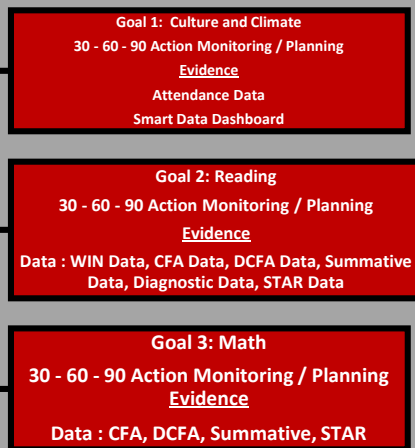 Goal 1:  Culture and Climate
30 - 60 - 90 Action Monitoring / Planning
Evidence
Attendance Data
Smart Data Dashboard
Goal 2: Reading
30 - 60 - 90 Action Monitoring / Planning
Evidence
Data : WIN Data, CFA Data, DCFA Data, Summative
Data, Diagnostic Data, STAR Data
Goal 3: Math
30 - 60 - 90 Action Monitoring / Planning
Evidence
Data : CFA, DCFA, Summative, STAR